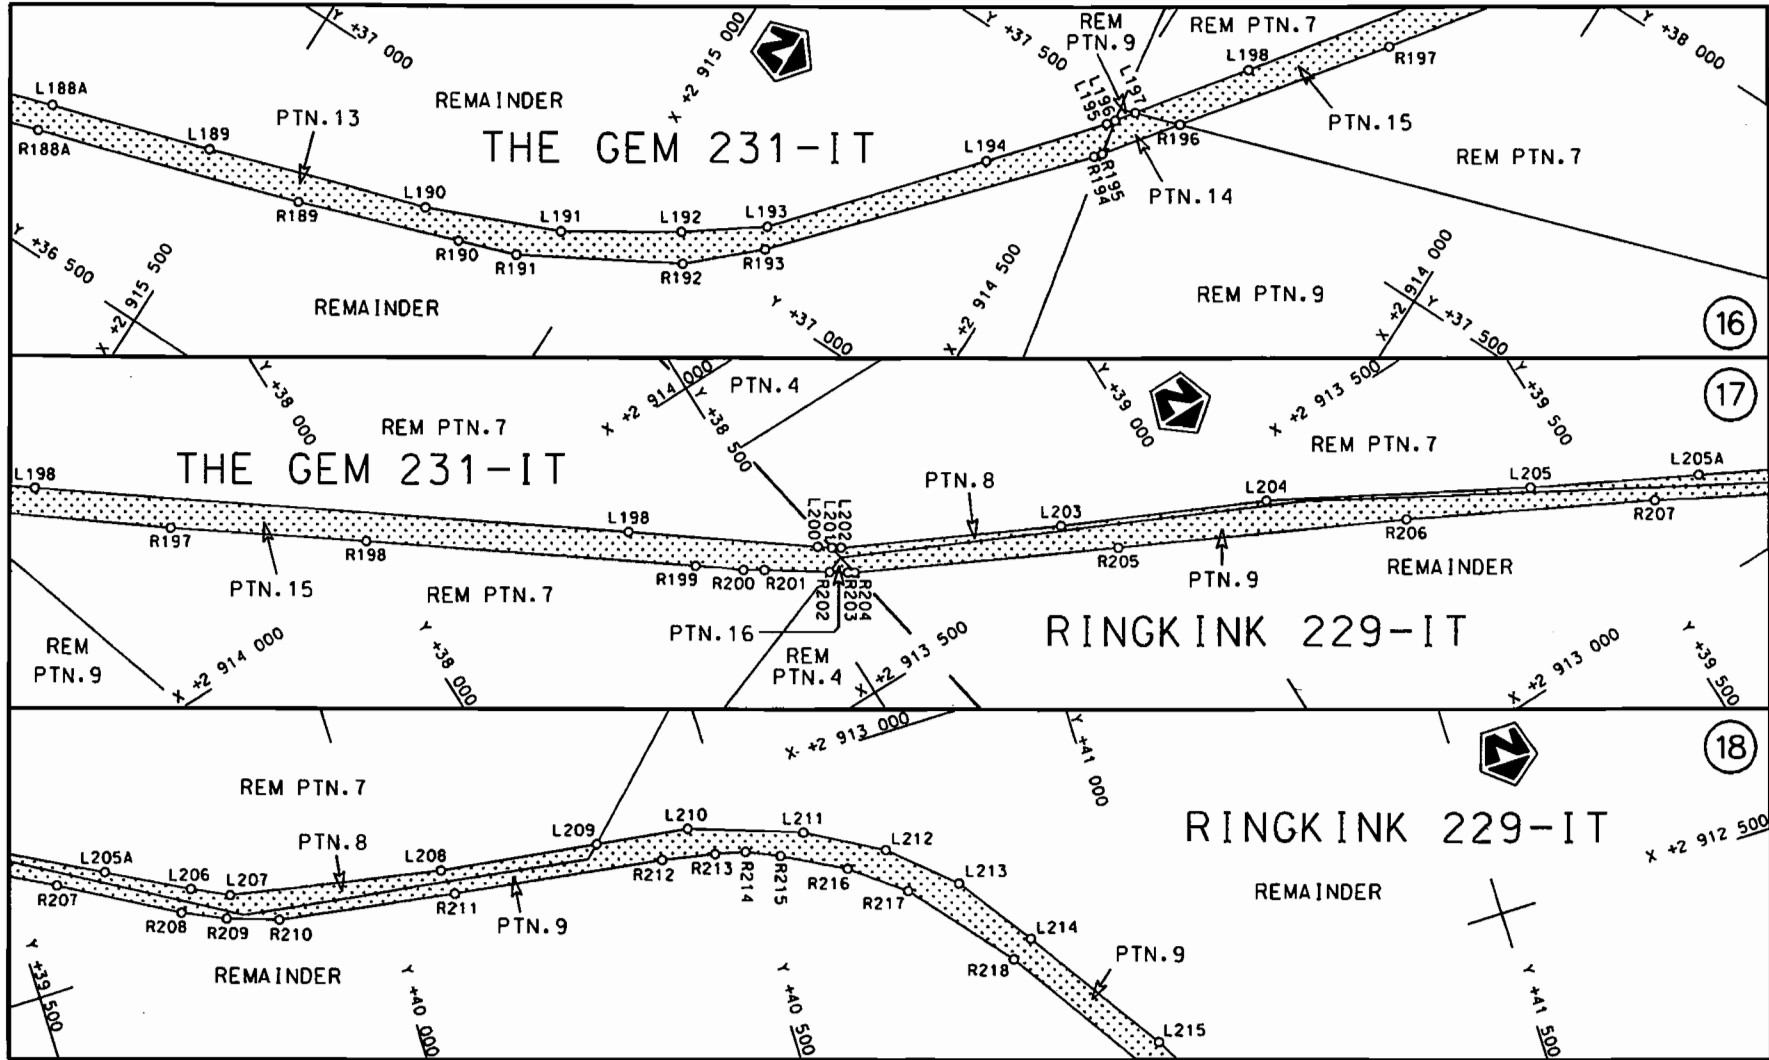 L188A
R188A
L189
PTN.13
R189
REMAINDER
Y +37 000
X +2 915 000
THE GEM 231-IT
L190
R190
R191
L191
L192
R192
L193
R193
Y +36 500
X +2 915 500
REMAINDER
Y +37 000
X +2 914 500
Y +37 500
REM
PTN.9
L194
L195
L196
L197
R194
R195
R196
PTN.14
REM PTN.7
L198
R197
PTN.15
Y +38 000
REM PTN.7
REM PTN.9
X +2 914 000
Y +37 500
16
17
Y +38 000
REM PTN.7
THE GEM 231-IT
L198
R197
PTN.15
R198
REM PTN.7
REM
PTN.9
X +2 914 000
Y +38 000
X +2 914 000
PTN.4
Y +38 500
L198
R199
R200
R201
L200
L201
L202
R202
R203
R204
PTN.16
REM
PTN.4
X +2 913 500
PTN.8
L203
Y +39 000
X +2 913 500
Y +39 500
REM PTN.7
L204
L205
L205A
R205
R206
R207
PTN.9
REMAINDER
RINGKINK 229-IT
X +2 913 000
Y +39 500
18
REM PTN.7
X +2 913 000
Y +41 000
RINGKINK 229-IT
X +2 912 500
L205A
L206
L207
PTN.8
L208
L209
L210
L211
L212
L213
L214
L215
R207
R208
R209
R210
R211
PTN.9
R212
R213
R214
R215
R216
R217
R218
PTN.9
REMAINDER
REMAINDER
Y +39 500
Y +40 000
Y +40 500
Y +41 500